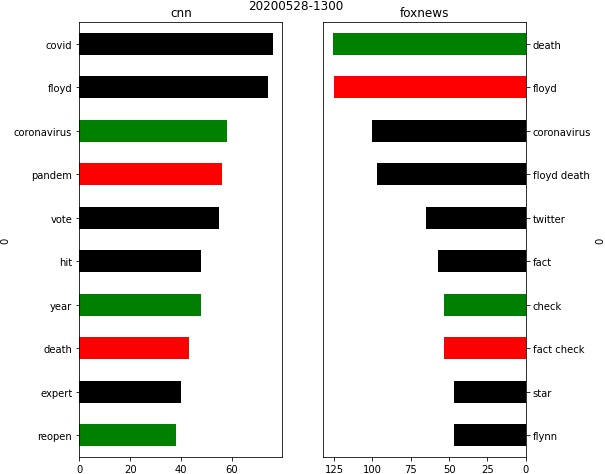 20200528-1300
cnn
foxnews
covid
floyd
coronavirus
pandem
vote
hit
year
death
expert
reopen
0
0 20 40 60
death
floyd
coronavirus
floyd death
twitter
fact
check
fact check
star
flynn
0
125 100 75 50 25 0